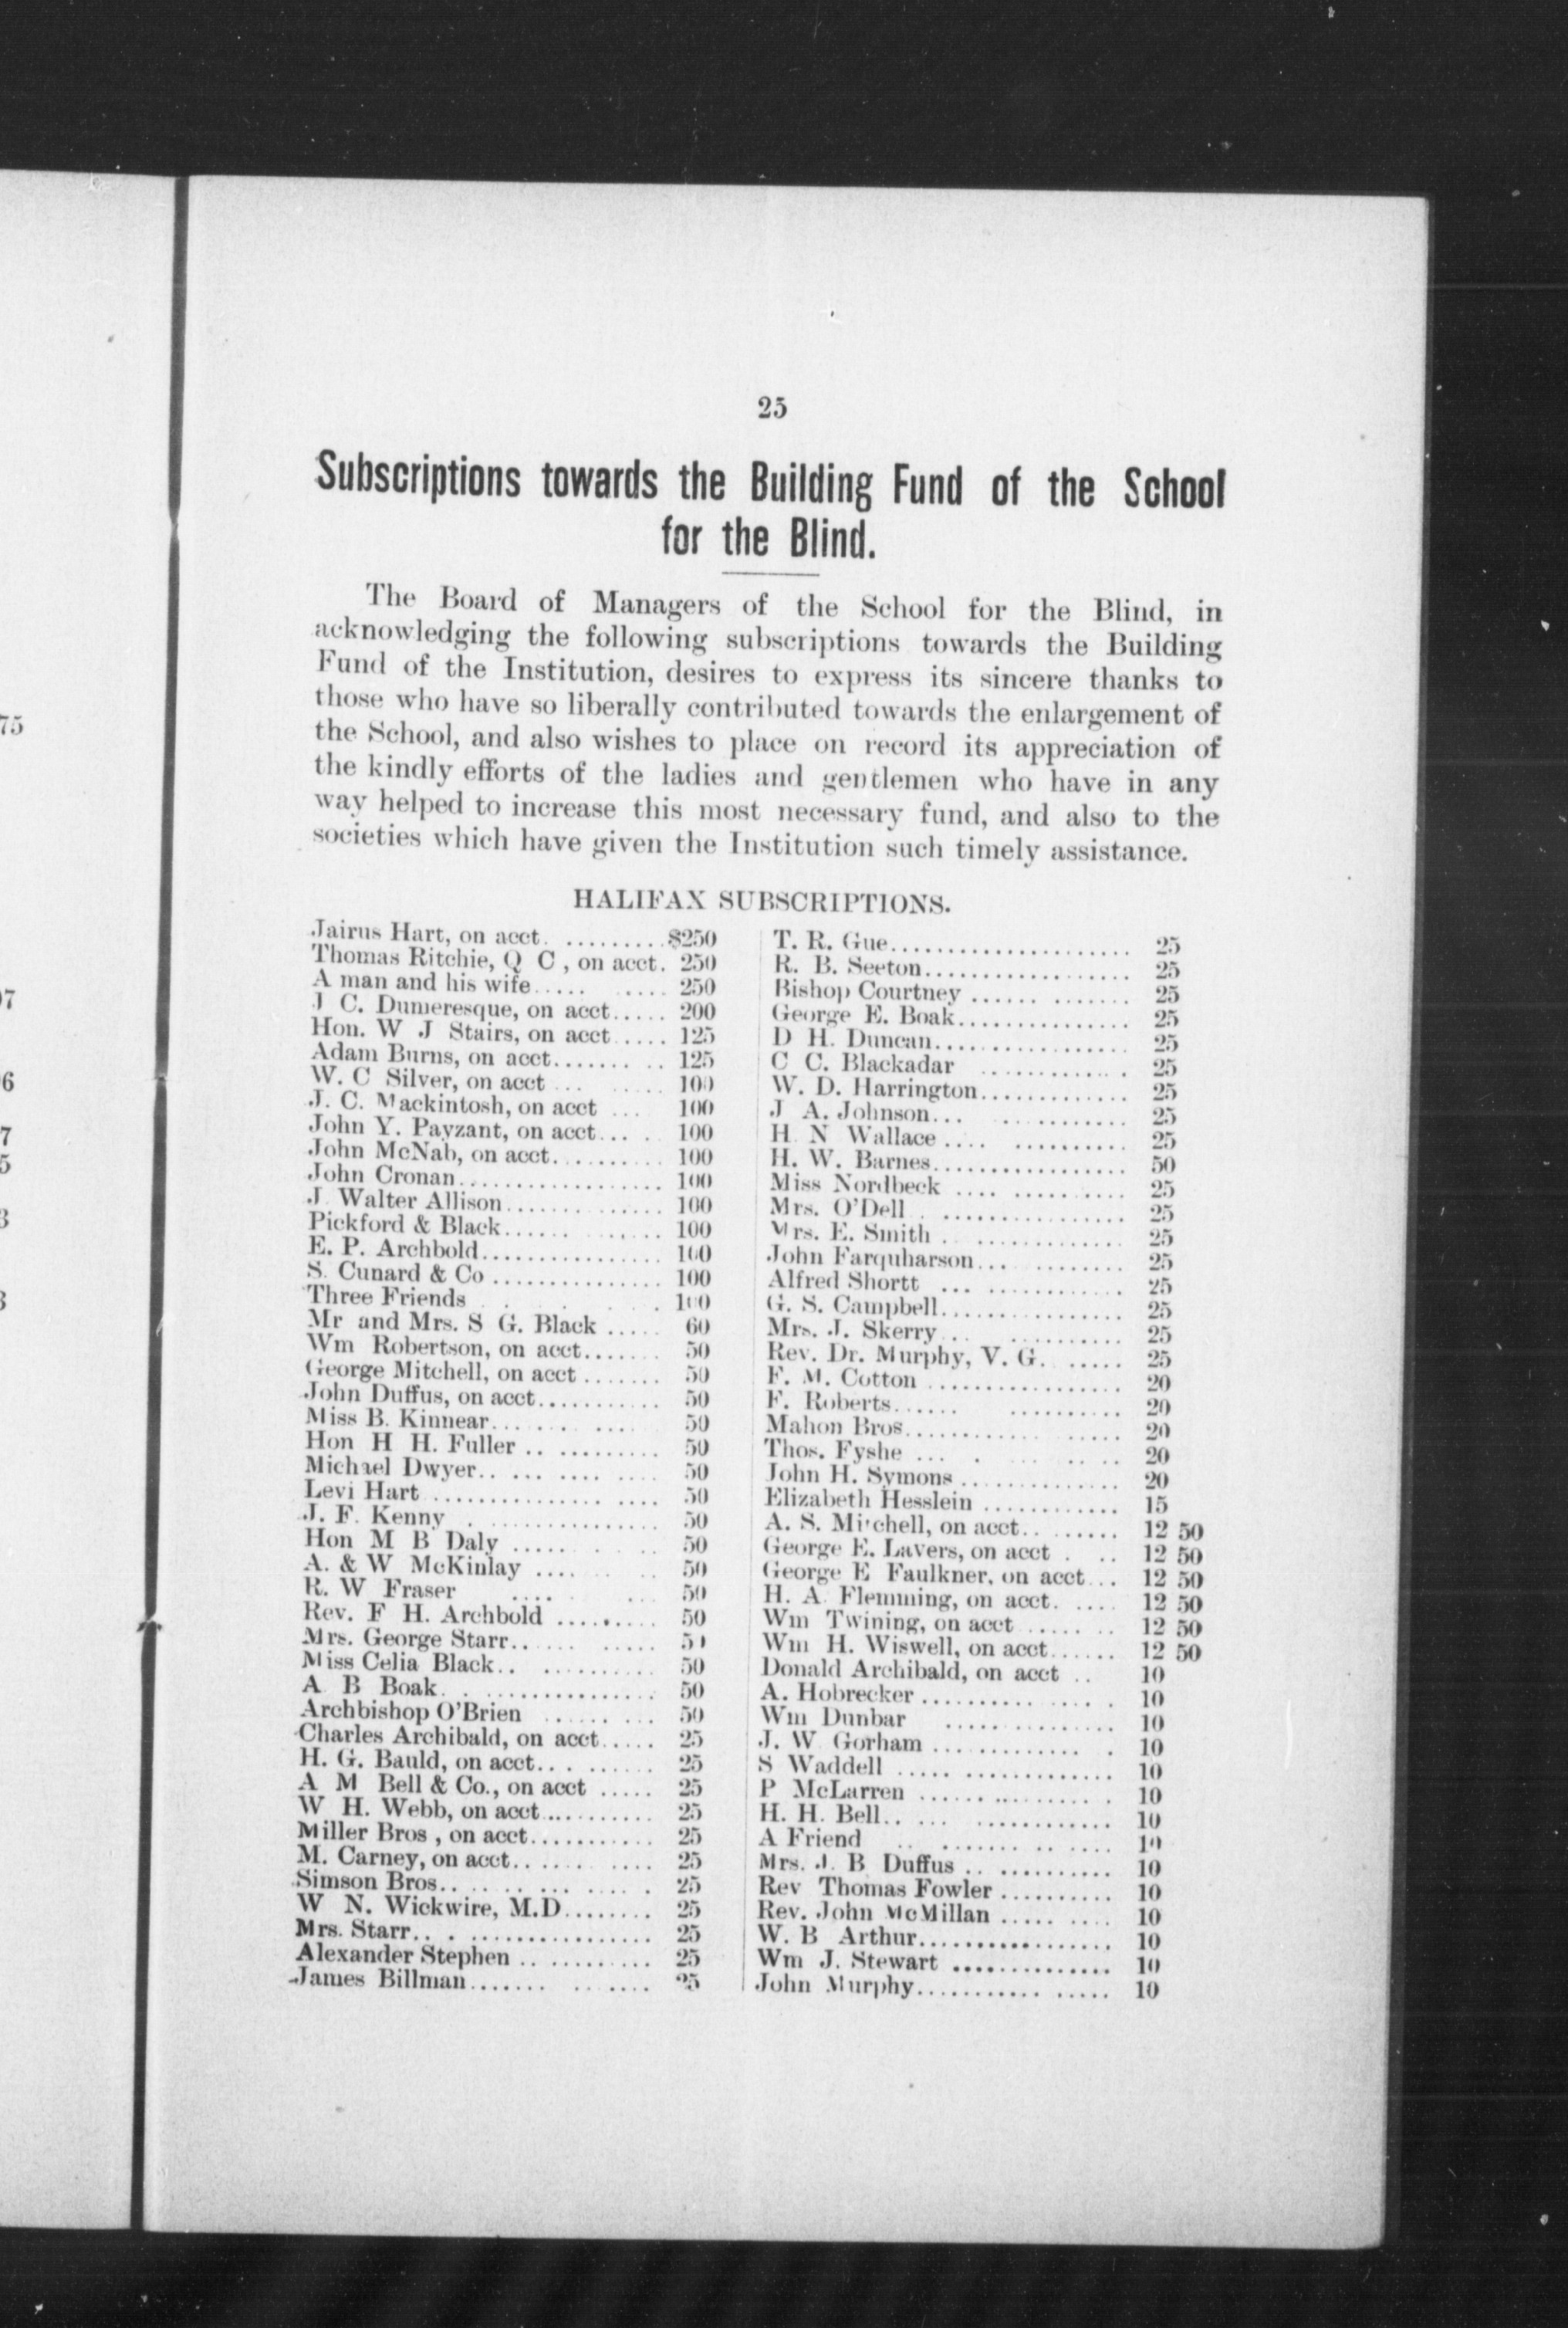 25
Subscriptions towards the Building Fund of the School
for the Blind.
The Board of Managers of the School for the Blind, in
acknowledging the following subscriptions towards the Building
Fund of the Institution, desires to express its sincere thanks to
those who have so liberally contributed towards the enlargement of
the School, and also wishes to place on record its appreciation of
the kindly efforts of the ladies and gentlemen who have in any
way helped to increase this most necessary fund, and also to the
societies which have given the Institution such timely assistance.
HALIFAX SUBSCRIPTIONS.
Jairus Hart, on acct. ......... $250
Thomas Ritchie, Q C , on acct. 250
A man and his wife..... ..... 250
J C. Dumeresque, on acct..... 200
Hon. W J Stairs, on acct..... 125
Adam Burns, on acct......... 125
W. C Silver, on acct ... ..... 100
J. C. Mackintosh, on acct ... 100
John Y. Payzant, on acct... . 100
John McNab, on acct.......... 100
John Cronan.................. 100
J Walter Allison.............. 100
Pickford & Black...... ...... 100
E. P. Archbold................ 100
S. Cunard & Co ............... 100
Three Friends . . . ... 100
Mr and Mrs. S G. Black ..... 60
Wm Robertson, on acct....... 50
George Mitchell, on acct ....... 50
John Duffus, on acct........... 50
Miss B. Kinnear... . . .... 50
Hon H H. Fuller .. .......... 50
Michael Dwyer.. ... .... .... 50
Levi Hart ............... .... 50
J. F. Kenny . ................ 50
Hon M B Daly ..... . . .. 50
A. & W McKinlay .... . .. 50
R. W Fraser .... ... 50
Rev. F H. Archbold ......... 50
Mrs. George Starr...... ..... 50
Miss Celia Black.. .......... 50
A B Boak. . ................ 50
Archbishop O'Brien ...... ... 50
Charles Archibald, on acct..... 25
H. G. Bauld, on acct... ...... 25
A M Bell & Co., on acct ..... 25
W H. Webb, on acct.......... 25
Miller Bros , on acct........... 25
M. Carney, on acct... ..... 25
Simson Bros.. .. .. ... .... . 25
W N. Wickwire, M.D........ 25
Mrs. Starr.. . ................ 25
Alexander Stephen .. ......... 25
James Billman....... ....... 25
T. R. Gue..................... 25
R. B. Seeton.................. 25
Bishop Courtney ...... ....... 25
George E. Boak............... 25
D H. Duncan................. 25
C C. Blackadar ............ . 25
W. D. Harrington............. 25
J A. Johnson... ........... 25
H. N Wallace .... .......... 25
H. W. Barnes................. 50
Miss Nordbeck .... .......... 25
Mrs. O'Dell . ................ 25
Mrs. E. Smith . ............. 25
John Farquharson... ........ 25
Alfred Shortt ... ............ 25
G. S. Campbell................ 25
Mrs. J. Skerry... .......... 25
Rev. Dr. Murphy, V. G. ..... 25
F. M. Cotton ................. 20
F. Roberts...... .......... 20
Mahon Bros............ ..... 20
Thos. Fyshe ... . .... .. .. 20
John H. Symons .............. 20
Elizabeth Hesslein ............ 15
A. S. Mitchell, on acct.. ....... 12 50
George E. Lavers, on acct . .. 12 50
George E Faulkner, on acct... 12 50
H. A. Flemming, on acct. .... 12 50
Wm Twining, on acct ...... .. 12 50
Wm H. Wiswell, on acct...... 12 50
Donald Archibald, on acct .. 10
A. Hobrecker ............... . 10
Wm Dunbar .............. 10
J. W Gorham ............. . 10
S Waddell ..... ............. 10
P McLarren ............... . 10
H. H. Bell.. ... ............ 10
A Friend .. ....... .. .... 10
Mrs. J. B Duffus .. .......... 10
Rev Thomas Fowler .......... 10
Rev. John McMillan ..... .... 10
W. B Arthur.................. 10
Wm J. Stewart .............. 10
John Murphy............ ..... 10
75
6
7
5
3